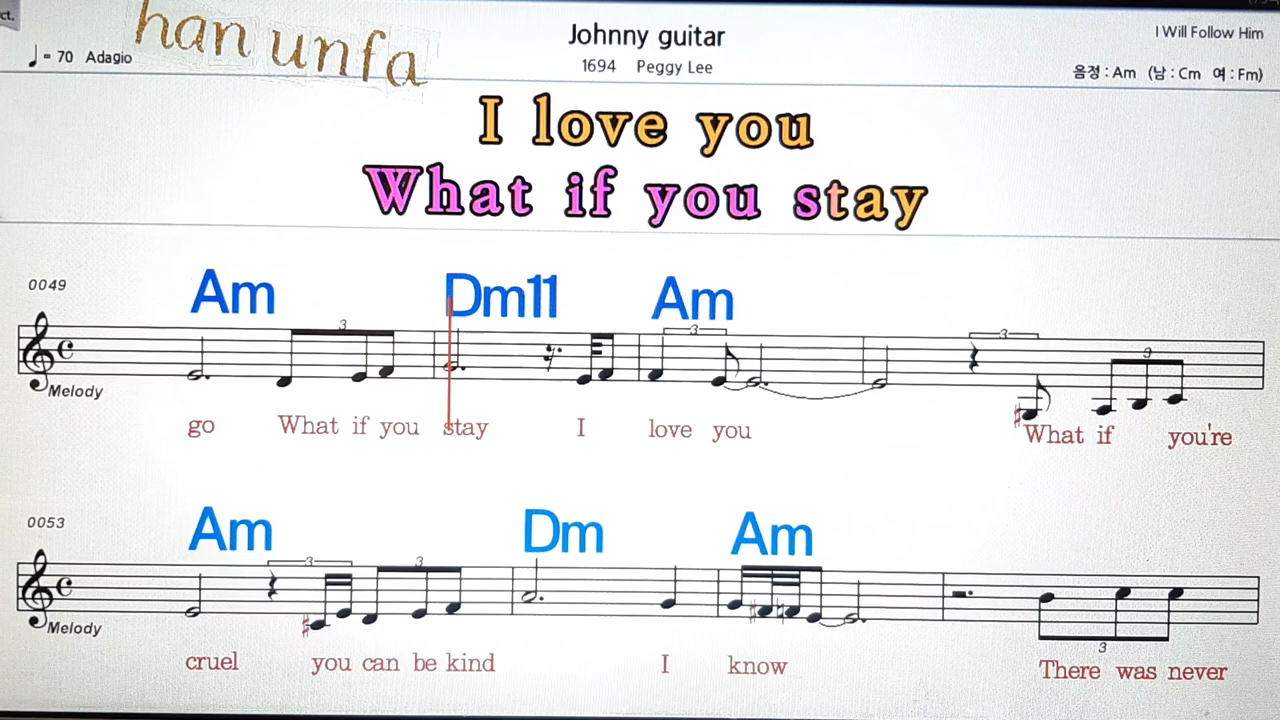 ct.
han unfa
♩= 70 Adagio
Johnny guitar
1694 Peggy Lee
I Will Follow Him
음정 : Am (남 : Cm 여 : Fm)
I love you
What if you stay
0049
Am Dm11 Am
3 3 3 3
Melody
go What if you stay I love you What if you're
0053
Am Dm Am
3 3
Melody
3
cruel you can be kind I know There was never